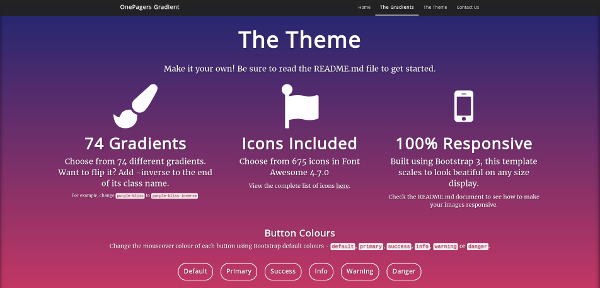 OnePagers Gradient
Home The Gradients The Theme Contact Us
The Theme
Make it your own! Be sure to read the README.md file to get started.
74 Gradients
Choose from 74 different gradients.
Want to flip it? Add -inverse to the end
of its class name.
For example, change purple-bliss to purple-bliss-inverse
Icons Included
Choose from 675 icons in Font
Awesome 4.7.0
View the complete list of icons here.
100% Responsive
Built using Bootstrap 3, this template
scales to look beatiful on any size
display.
Check the README.md document to see how to make
your images responsive.
Button Colours
Change the mouseover colour of each button using Bootstrap default colours - default, primary, success, info, warning or danger.
Default Primary Success Info Warning Danger